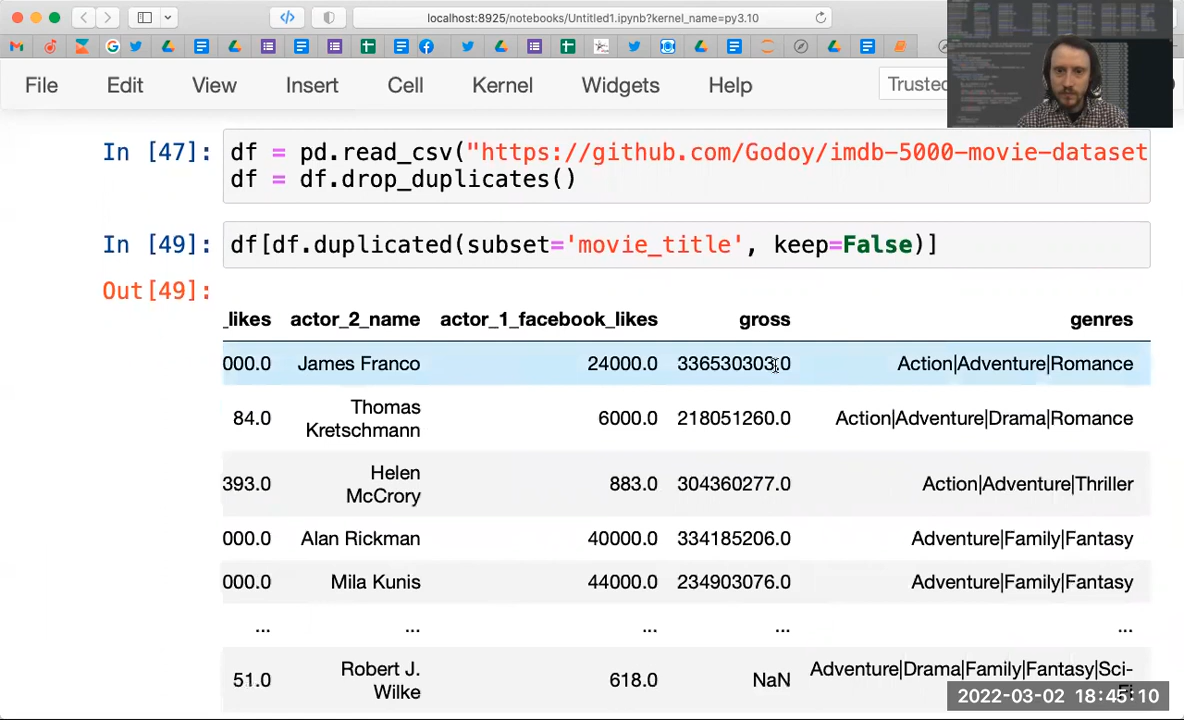 localhost:8925/notebooks/Untitled1.ipynb?kernel_name=py3.10
File Edit View Insert Cell Kernel Widgets Help Trusted
In [47]: df = pd.read_csv("https://github.com/Godoy/imdb-5000-movie-dataset
df = df.drop_duplicates()
In [49]: df[df.duplicated(subset='movie_title', keep=False)]
Out[49]:
_likes actor_2_name actor_1_facebook_likes gross genres
000.0 James Franco 24000.0 336530303.0 Action|Adventure|Romance
84.0 Thomas Kretschmann 6000.0 218051260.0 Action|Adventure|Drama|Romance
393.0 Helen McCrory 883.0 304360277.0 Action|Adventure|Thriller
000.0 Alan Rickman 40000.0 334185206.0 Adventure|Family|Fantasy
000.0 Mila Kunis 44000.0 234903076.0 Adventure|Family|Fantasy
... ... ... ... ...
51.0 Robert J. Wilke 618.0 NaN Adventure|Drama|Family|Fantasy|Sci-
2022-03-02 18:45:10